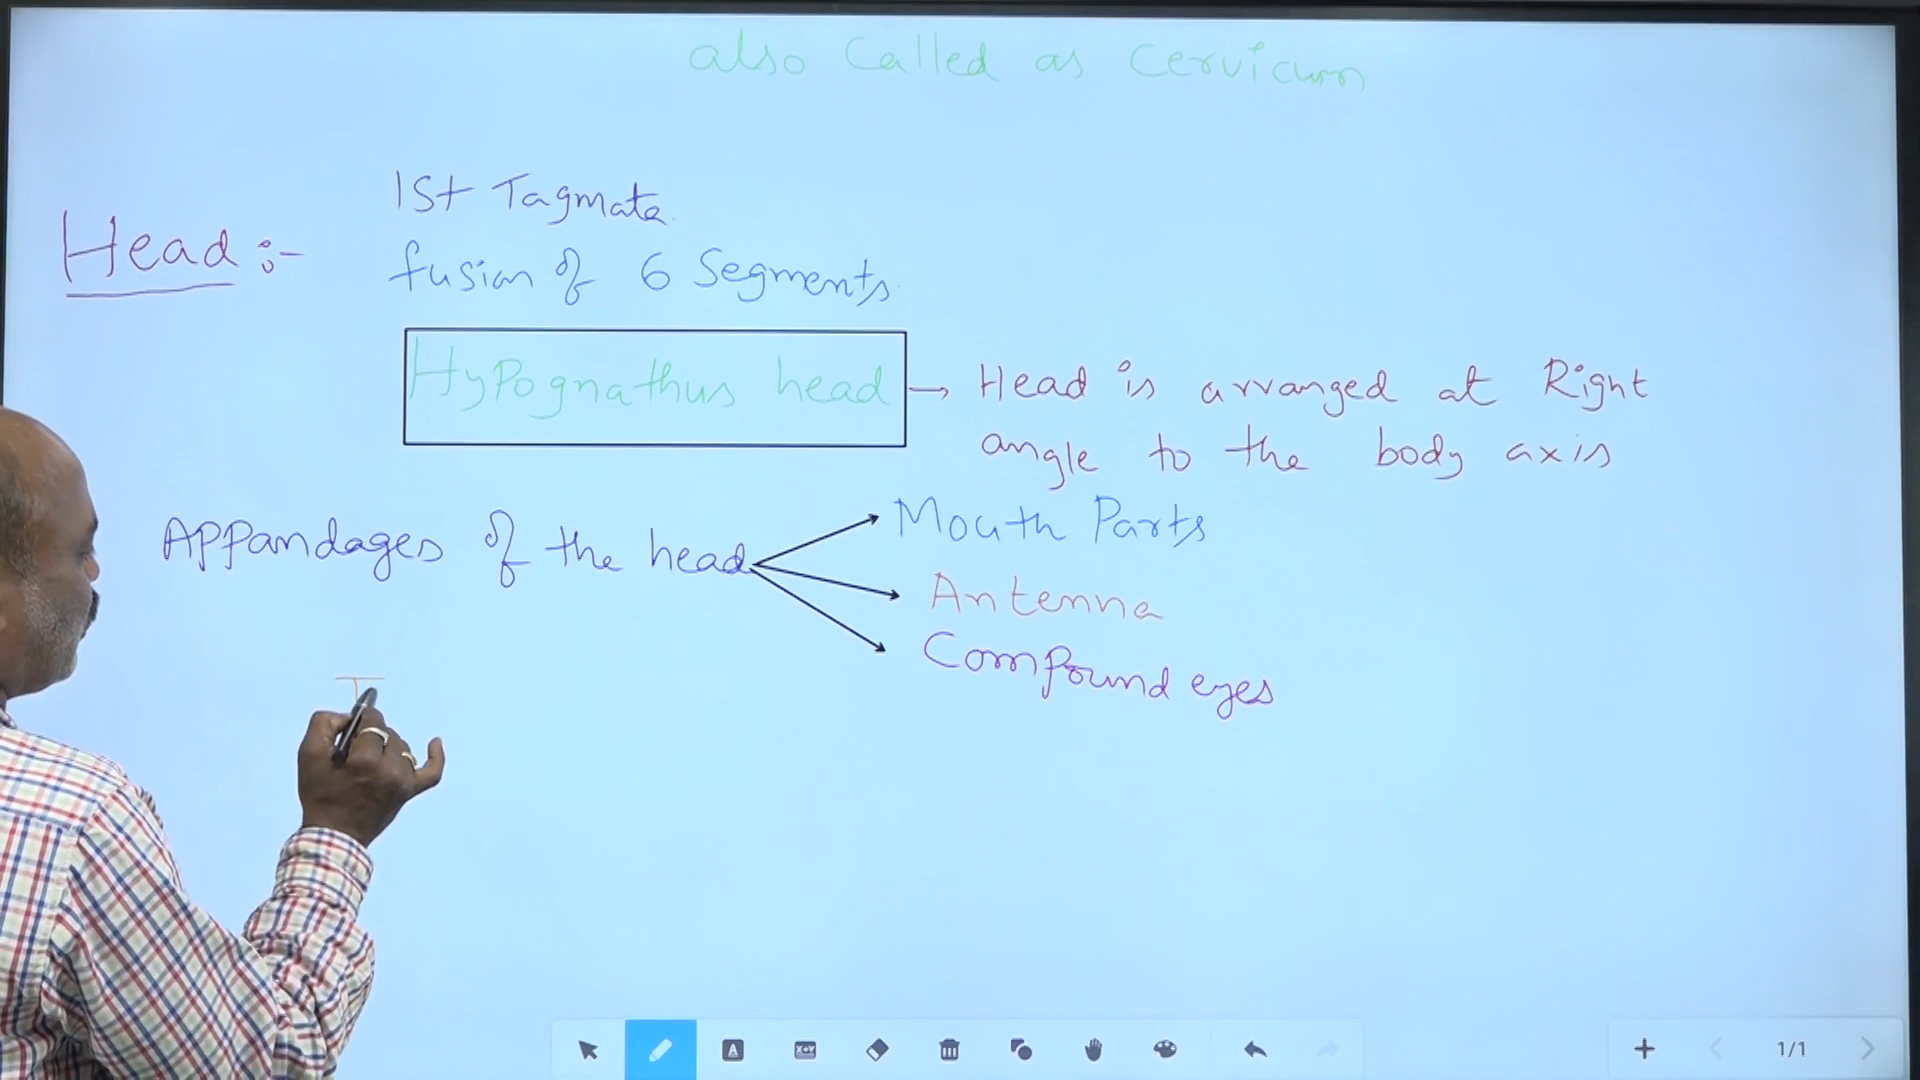 also Called as Cervicum
1St Tagmata.
Head :-
fusion of 6 Segments.
HyPognathus head → Head is arranged at Right
angle to the body axis
APPandages of the head
Mouth Parts
Antenna
Compound eyes
T
A
X+Y
1/1